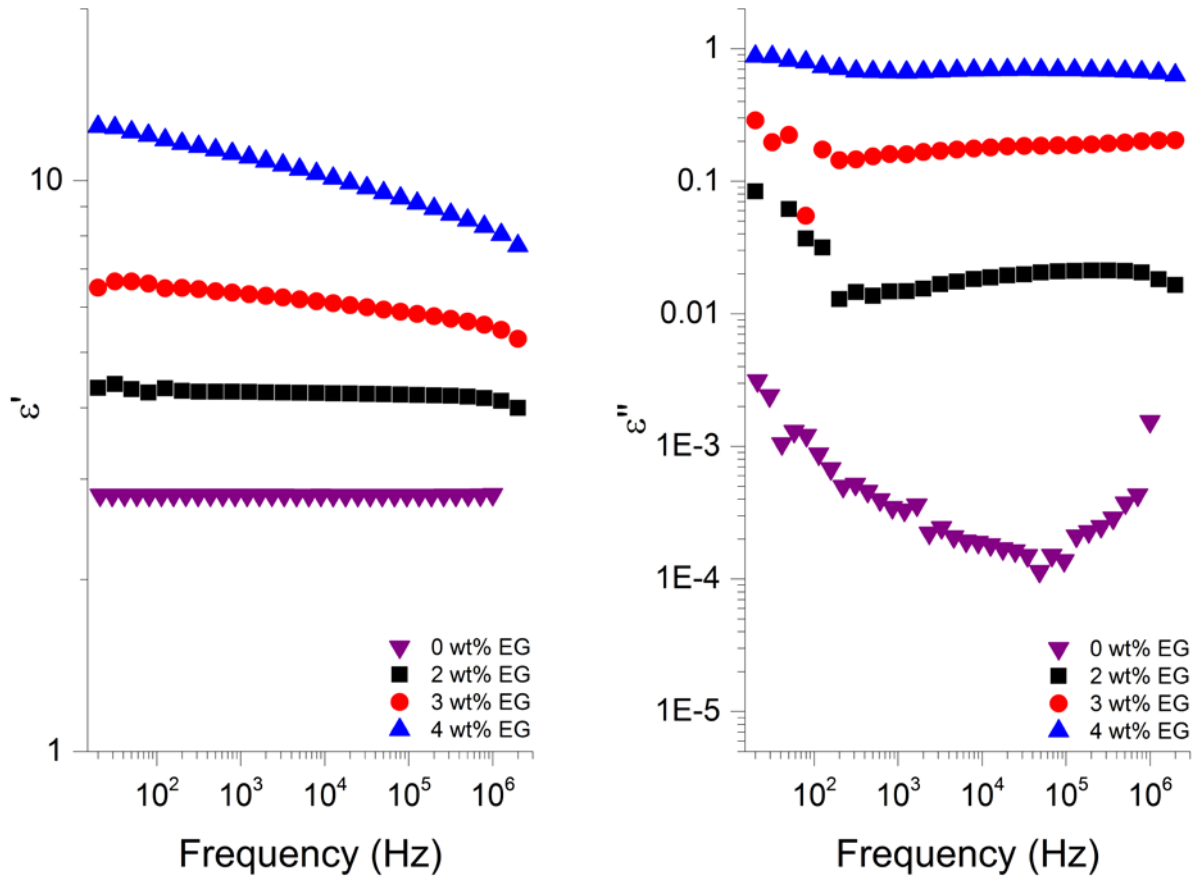 10
1
ε'
10²
10³
10⁴
10⁵
10⁶
Frequency (Hz)
0 wt% EG
2 wt% EG
3 wt% EG
4 wt% EG
1
0.1
0.01
1E-3
1E-4
1E-5
ε''
10²
10³
10⁴
10⁵
10⁶
Frequency (Hz)
0 wt% EG
2 wt% EG
3 wt% EG
4 wt% EG